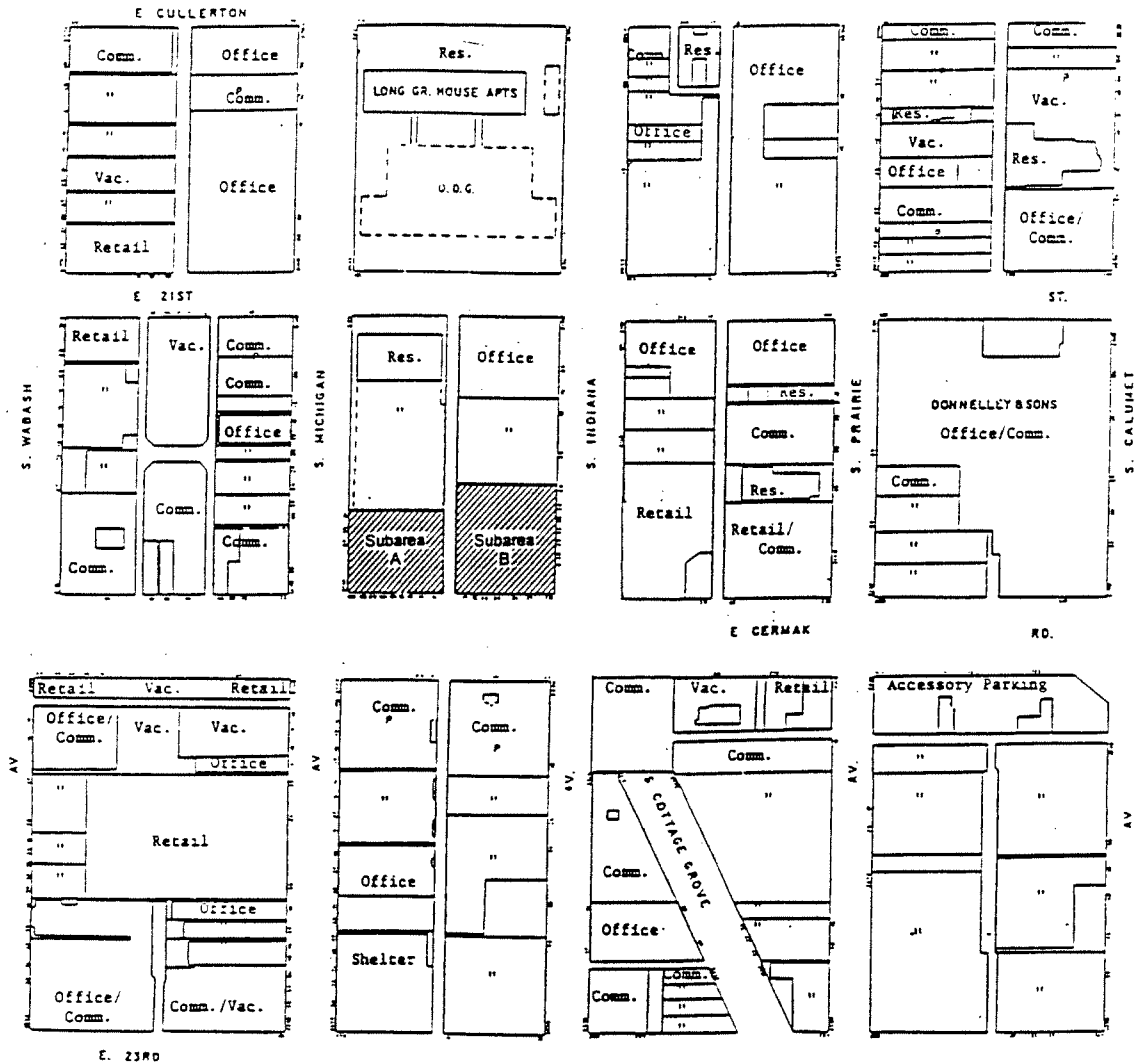 E CULLERTON
Comm.
"
"
Vac.
"
Retail
Office
P
Comm.
Office
Res.
LONG GR. HOUSE APTS
U.D.G.
Comm
"
"
Office
"
"
Res
Office
"
Comm.
"
"
Res.
Vac.
Office
Comm.
"
P
"
"
Comm.
"
P
Vac.
Res.
Office/
Comm.
E 21ST
ST.
S. WABASH
Retail
"
"
Comm.
Vac.
Comm.
Comm.
P
Comm.
"
Office
"
"
"
Comm.
S. MICHIGAN
Res.
"
Subarea
A
Office
"
Subarea
B
S. INDIANA
Office
"
"
Retail
Office
Res.
Comm.
Res.
Retail/
Comm.
S. PRAIRIE
DONNELLEY & SONS
Office/Comm.
Comm.
"
"
"
S. CALUMET
E CERMAK
RD.
AV
Retail
Vac.
Retail
Office/
Comm.
Vac.
Vac.
Office
"
"
"
Retail
Office
"
Office/
Comm.
Comm./Vac.
AV
Comm.
P
"
Office
Shelter
Comm.
P
"
"
"
AV.
Comm.
Vac.
Retail
Comm.
"
S COTTAGE GROVE
Comm.
Office
"
"
Comm.
Comm
"
"
"
"
AV.
Accessory Parking
"
"
"
"
"
"
AV
E. 23RD